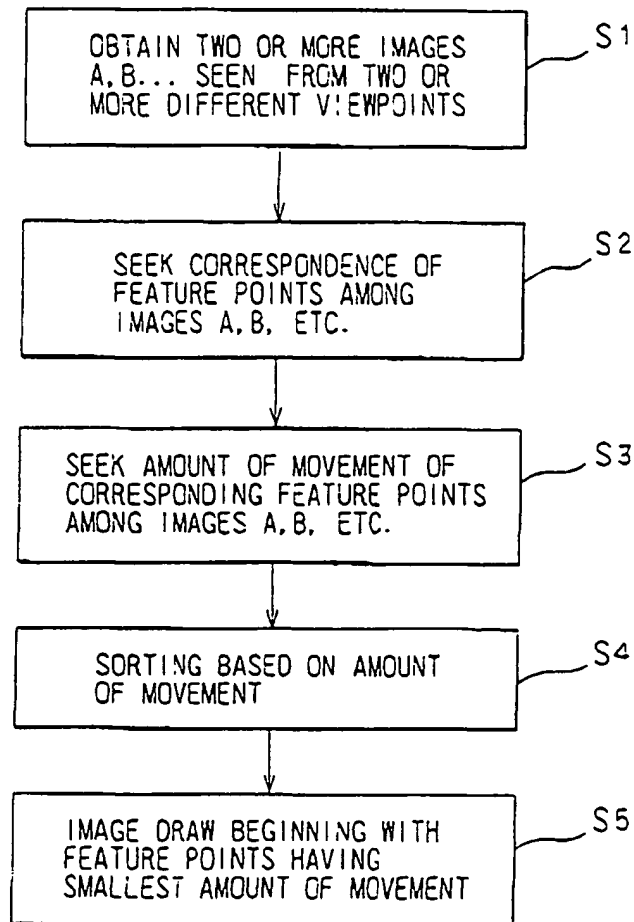 OBTAIN TWO OR MORE IMAGES
A,B... SEEN FROM TWO OR
MORE DIFFERENT VIEWPOINTS
S1
SEEK CORRESPONDENCE OF
FEATURE POINTS AMONG
IMAGES A,B, ETC.
S2
SEEK AMOUNT OF MOVEMENT OF
CORRESPONDING FEATURE POINTS
AMONG IMAGES A,B, ETC.
S3
SORTING BASED ON AMOUNT
OF MOVEMENT
S4
IMAGE DRAW BEGINNING WITH
FEATURE POINTS HAVING
SMALLEST AMOUNT OF MOVEMENT
S5